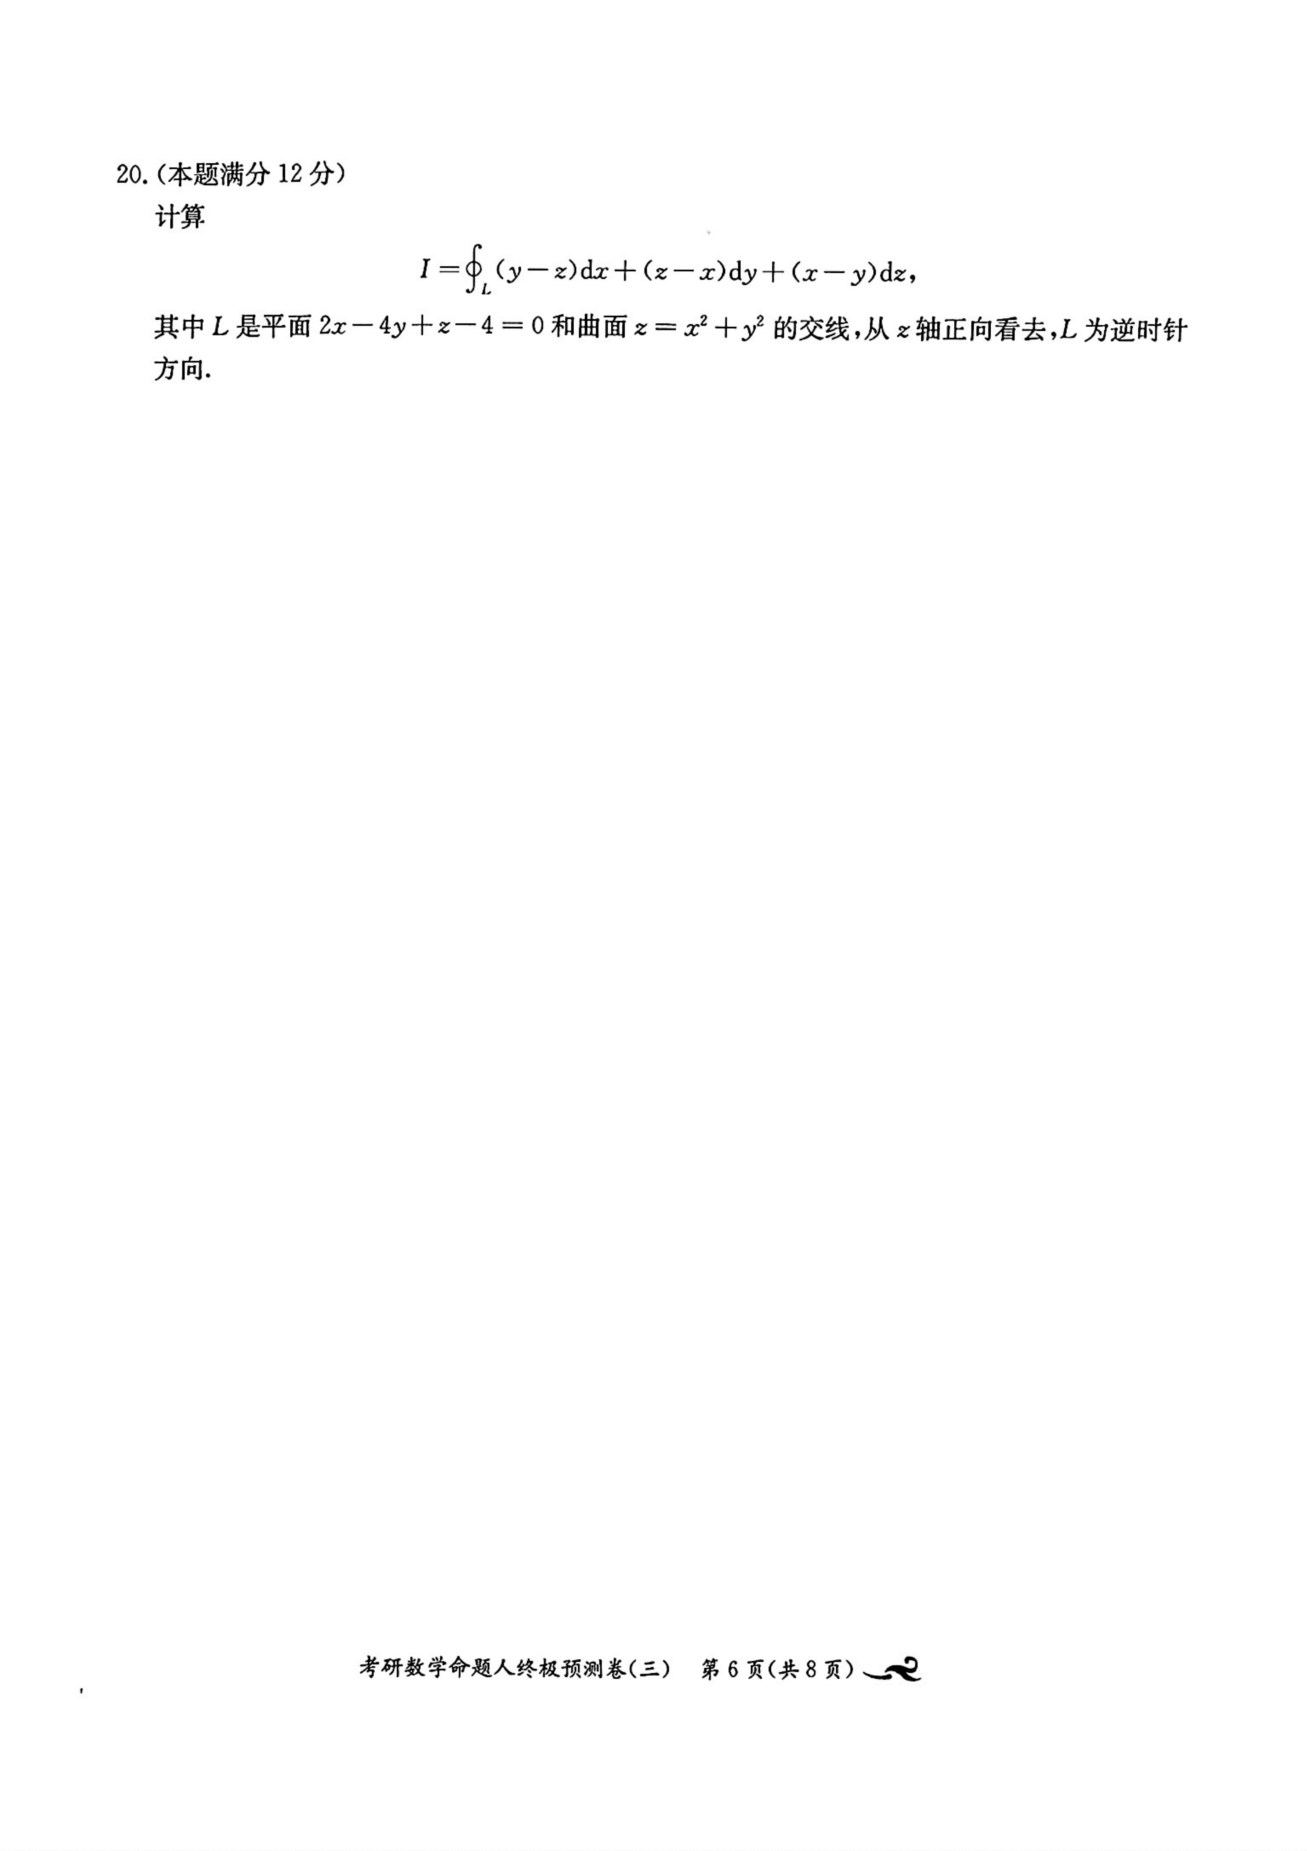 20.(本题满分 12 分)
计算
I=∮_L(y-z)dx+(z-x)dy+(x-y)dz,
其中 L 是平面 2x-4y+z-4=0 和曲面 z=x²+y² 的交线,从 z 轴正向看去,L 为逆时针
方向.
考研数学命题人终极预测卷(三) 第 6 页(共 8 页)